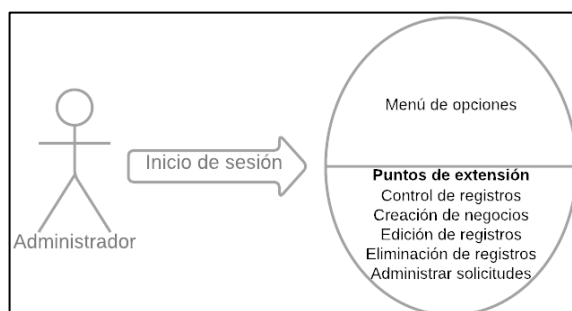 Menú de opciones
Inicio de sesión
Administrador
Puntos de extensión
Control de registros
Creación de negocios
Edición de registros
Eliminación de registros
Administrar solicitudes